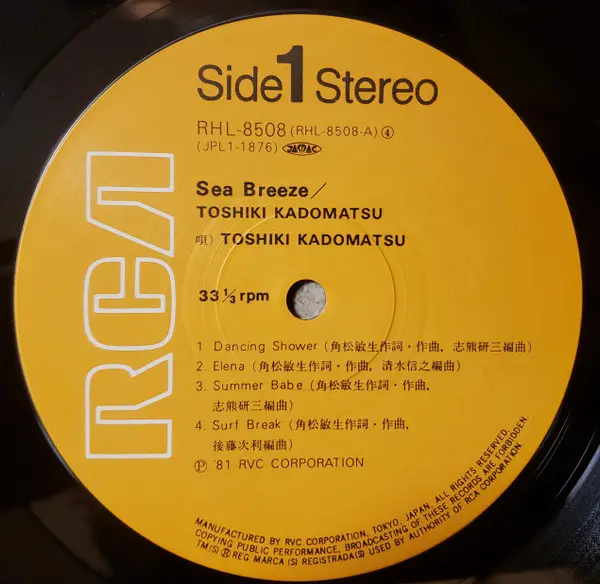 Side 1 Stereo
RHL-8508 (RHL-8508-A) ④
(JPL1-1876) JASRAC
Sea Breeze/
TOSHIKI KADOMATSU
唄) TOSHIKI KADOMATSU
33 1/3 rpm
RCA
1 Dancing Shower (角松敏生作詞・作曲, 志熊研三編曲)
2. Elena (角松敏生作詞・作曲, 清水信之編曲)
3. Summer Babe (角松敏生作詞・作曲,
志熊研三編曲)
4. Surf Break (角松敏生作詞・作曲,
後藤次利編曲)
Ⓟ '81 RVC CORPORATION
MANUFACTURED BY RVC CORPORATION, TOKYO, JAPAN, ALL RIGHTS RESERVED.
COPYING PUBLIC PERFORMANCE, BROADCASTING OF THESE RECORDS ARE FORBIDDEN.
TM(S) ® REG MARCA (S) REGISTRADA(S) USED BY AUTHORITY OF RCA CORPORATION